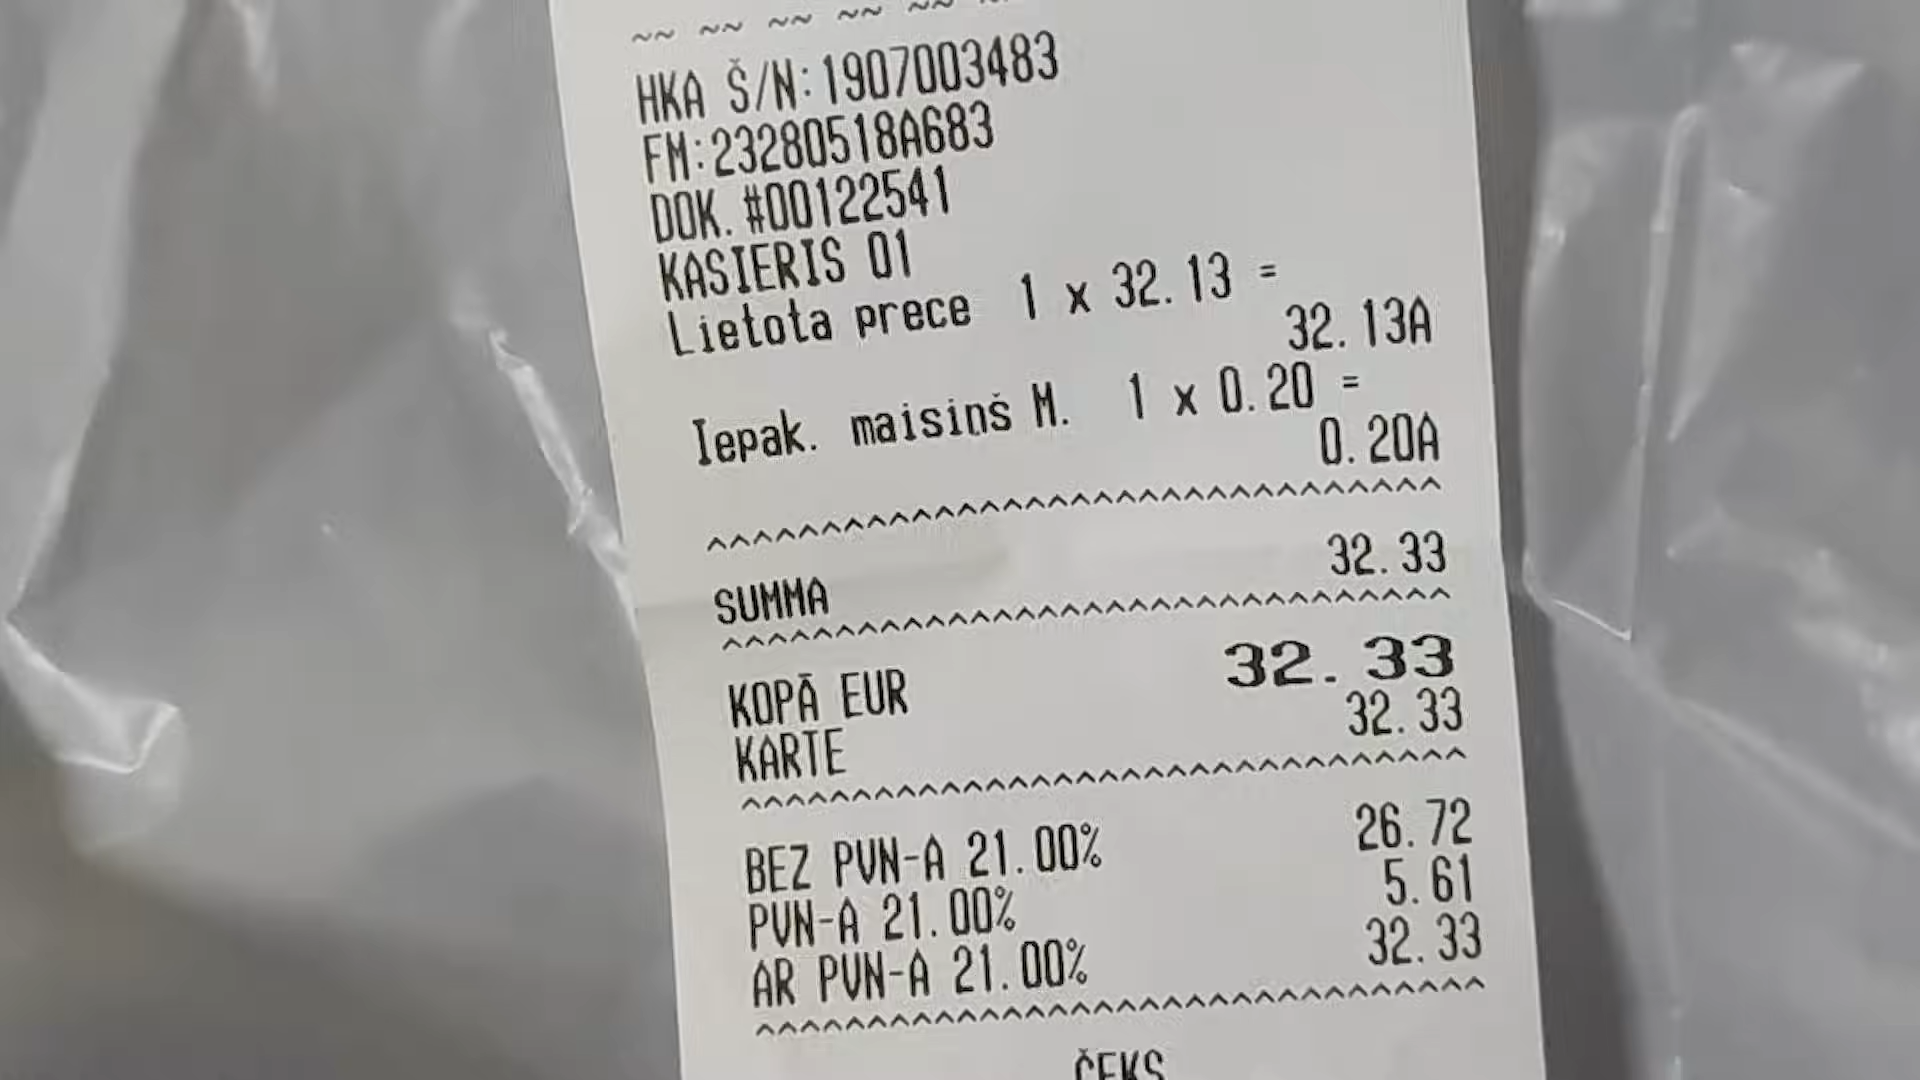 ~~ ~~ ~~ ~~ ~~
HKA Š/N:1907003483
FM:23280518A683
DOK. #00122541
KASIERIS 01
Lietota prece 1 x 32.13 =
32.13A
Iepak. maisiņš M. 1 x 0.20 =
0.20A
^^^^^^^^^^^^^^^^^^^^^^^^^^^^^^^^^^^^^^^^
SUMMA 32.33
^^^^^^^^^^^^^^^^^^^^^^^^^^^^^^^^^^^^^^^^
KOPĀ EUR 32.33
KARTE 32.33
^^^^^^^^^^^^^^^^^^^^^^^^^^^^^^^^^^^^^^^^
BEZ PVN-A 21.00% 26.72
PVN-A 21.00% 5.61
AR PVN-A 21.00% 32.33
^^^^^^^^^^^^^^^^^^^^^^^^^^^^^^^^^^^^^^^^
ČEKS